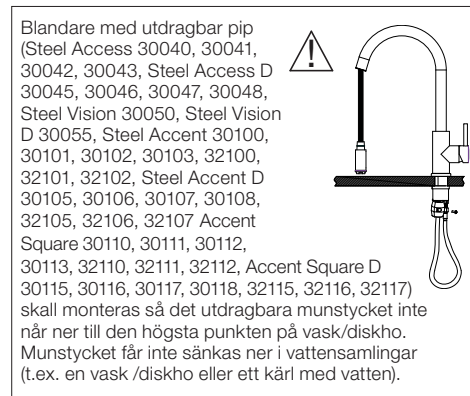 Blandare med utdragbar pip
(Steel Access 30040, 30041,
30042, 30043, Steel Access D
30045, 30046, 30047, 30048,
Steel Vision 30050, Steel Vision
D 30055, Steel Accent 30100,
30101, 30102, 30103, 32100,
32101, 32102, Steel Accent D
30105, 30106, 30107, 30108,
32105, 32106, 32107 Accent
Square 30110, 30111, 30112,
30113, 32110, 32111, 32112, Accent Square D
30115, 30116, 30117, 30118, 32115, 32116, 32117)
skall monteras så det utdragbara munstycket inte
når ner till den högsta punkten på vask/diskho.
Munstycket får inte sänkas ner i vattensamlingar
(t.ex. en vask /diskho eller ett kärl med vatten).